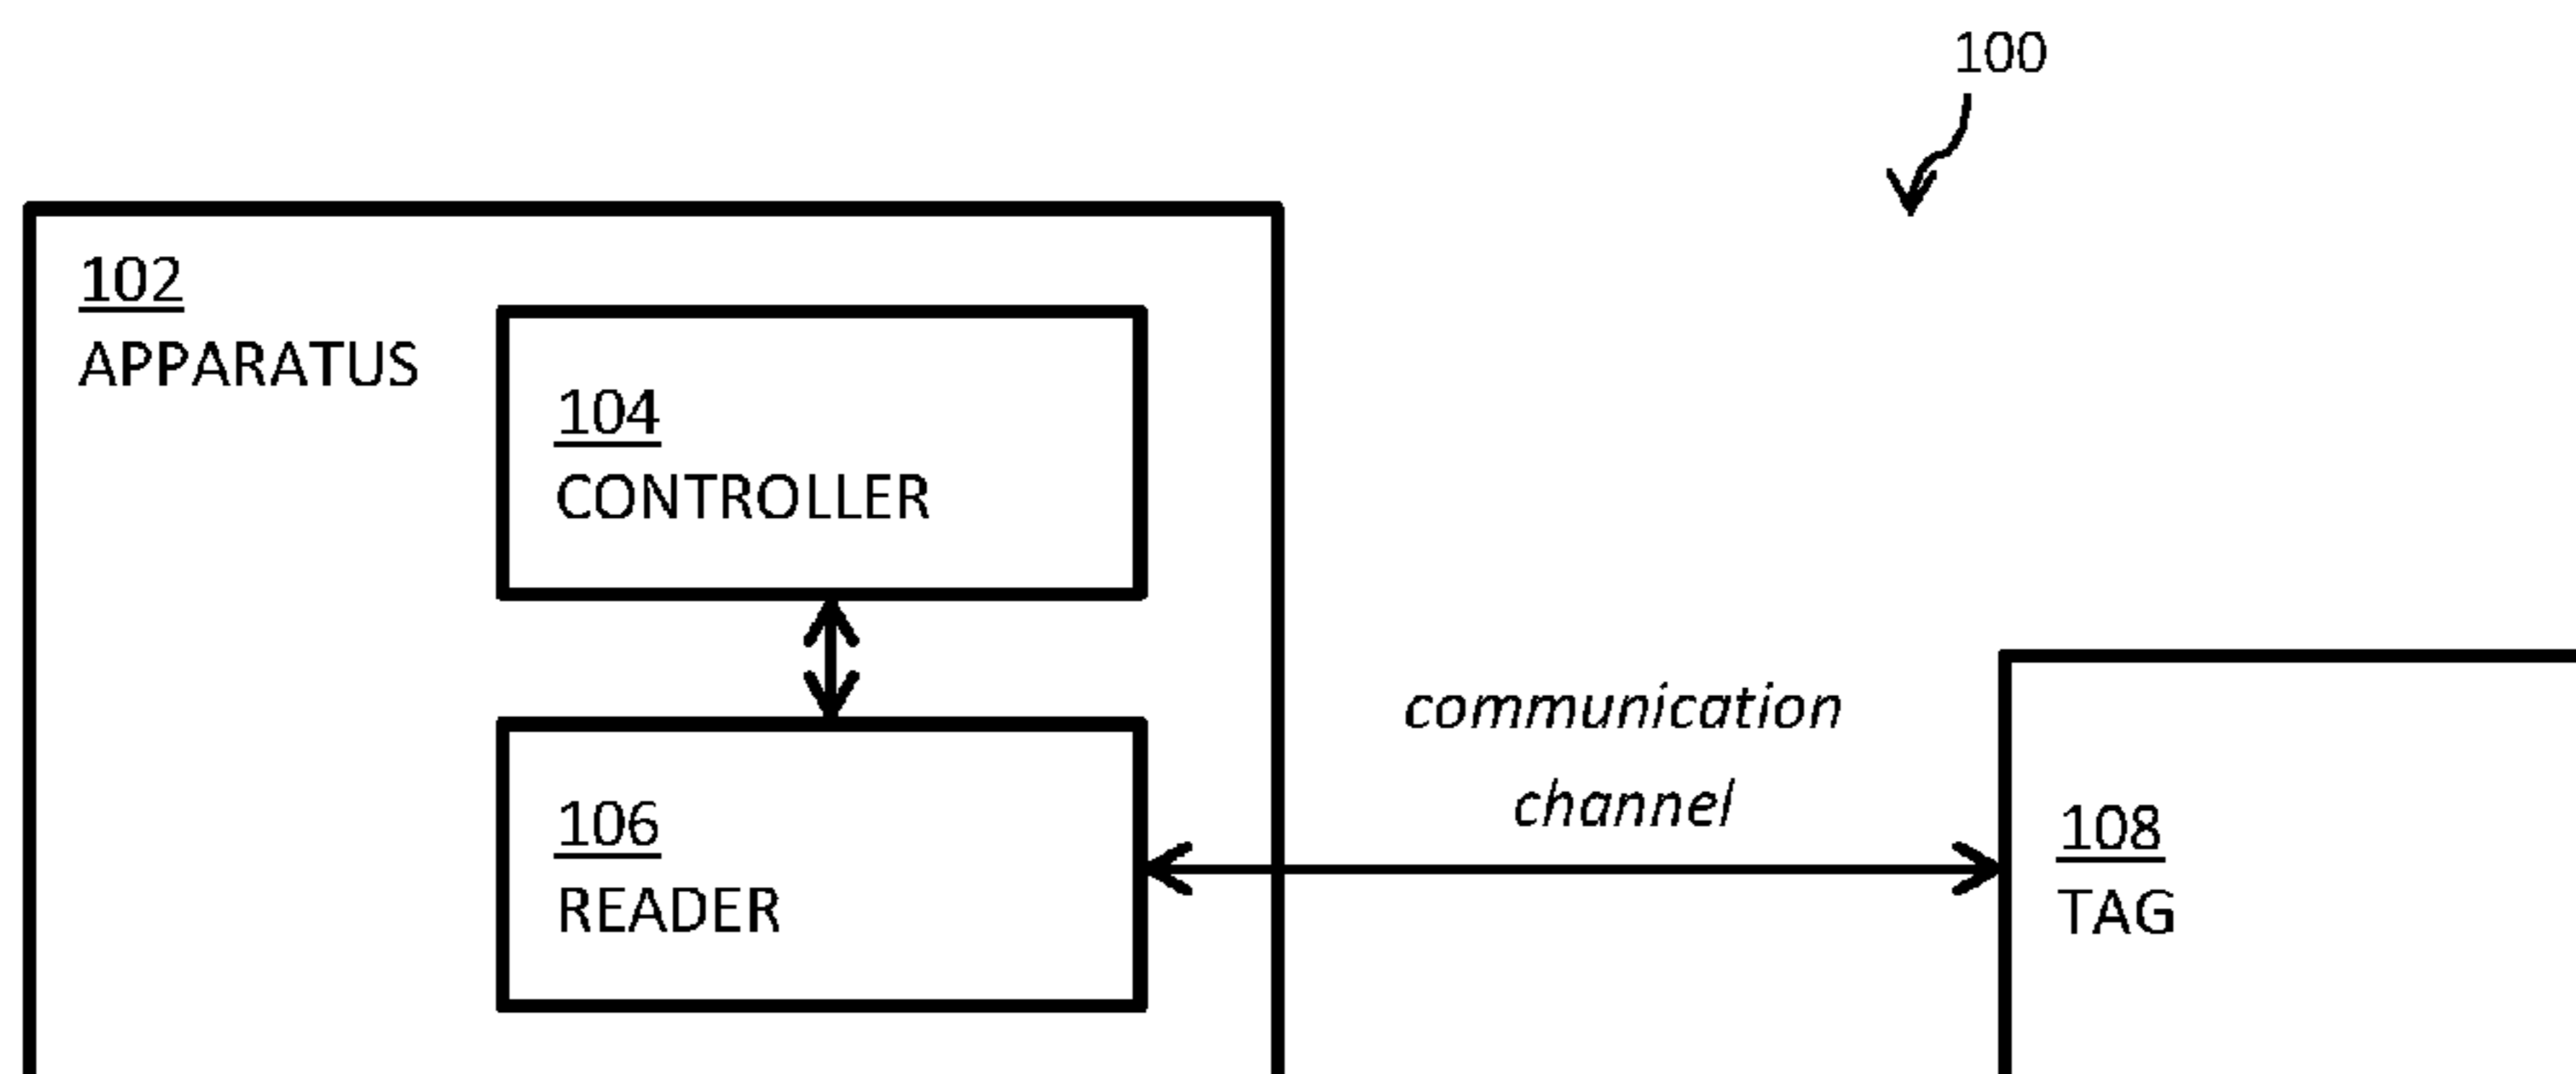 100
102
APPARATUS
104
CONTROLLER
communication
channel
106
READER
108
TAG